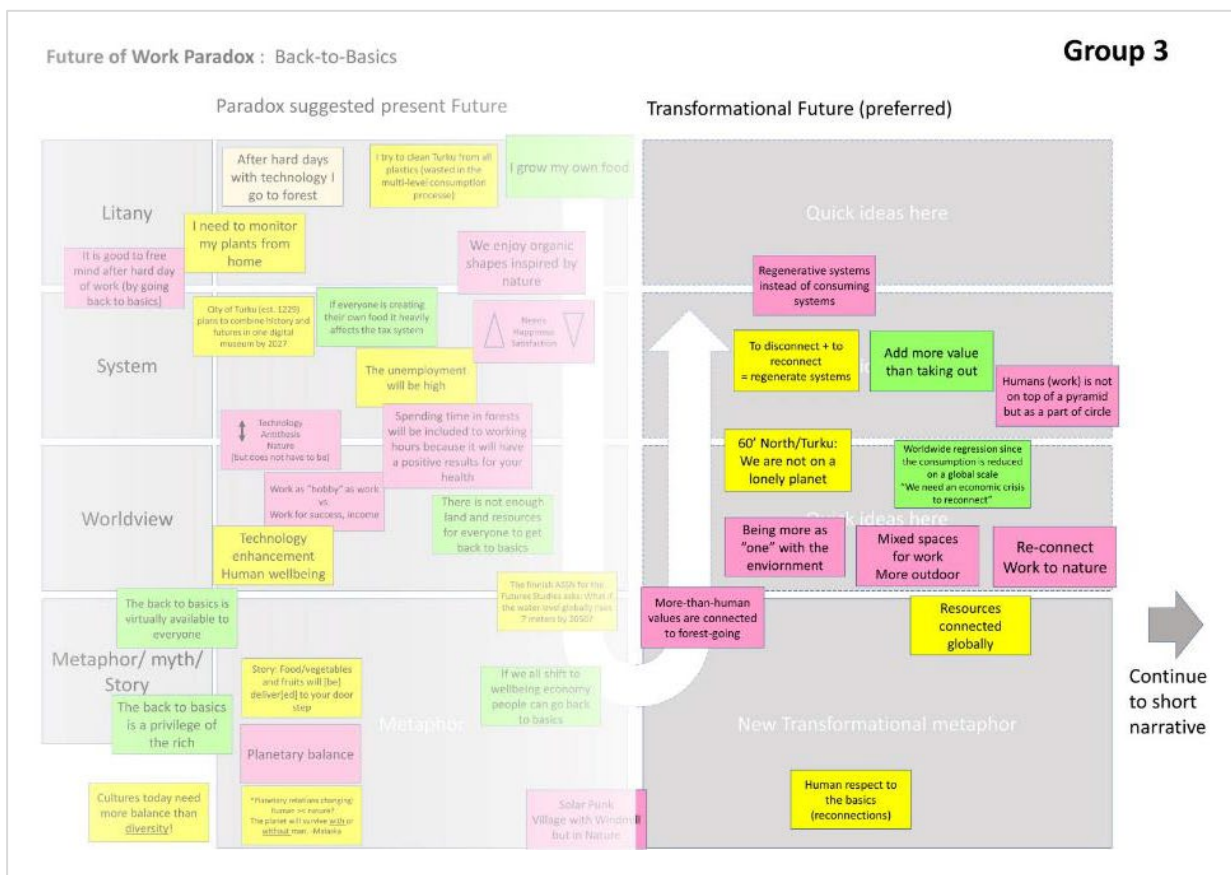 Future of Work Paradox : Back-to-Basics
Group 3
Paradox suggested present Future
Transformational Future (preferred)
Litany
After hard days
with technology I
go to forest
I try to clean Turku from all
plastics (wasted in the
multi-level consumption
processe)
I grow my own food
I need to monitor
my plants from
home
It is good to free
mind after hard day
of work (by going
back to basics)
We enjoy organic
shapes inspired by
nature
Quick ideas here
Regenerative systems
instead of consuming
systems
System
City of Turku (est. 1229)
plans to combine history and
futures in one digital
museum by 2027
If everyone is creating
their own food it heavily
affects the tax system
Needs
Happiness
Satisfaction
The unemployment
will be high
To disconnect + to
reconnect
= regenerate systems
Add more value
than taking out
Humans (work) is not
on top of a pyramid
but as a part of circle
Technology
Antithesis
Nature
(but does not have to be)
Spending time in forests
will be included to working
hours because it will have
a positive results for your
health
60' North/Turku:
We are not on a
lonely planet
Worldwide regression since
the consumption is reduced
on a global scale
"We need an economic crisis
to reconnect"
Worldview
Work as "hobby" as work
vs.
Work for success, income
There is not enough
land and resources
for everyone to get
back to basics
Technology
enhancement
Human wellbeing
Quick ideas here
Being more as
"one" with the
enviornment
Mixed spaces
for work
More outdoor
Re-connect
Work to nature
The back to basics is
virtually available to
everyone
The finnish ASSN for the
Futures Studies asks: What if
the water level globally rises
7 meters by 2050?
More-than-human
values are connected
to forest-going
Resources
connected
globally
Metaphor/ myth/
Story
Story: Food/vegetables
and fruits will [be]
deliver[ed] to your door
step
If we all shift to
wellbeing economy
people can go back
to basics
The back to basics
is a privilege of
the rich
Metaphor
New Transformational metaphor
Planetary balance
Cultures today need
more balance than
diversity!
"Planetary relations changing:
Human >< nature?
The planet will survive with or
without man. -Malaska
Solar Punk
Village with Windmill
but in Nature
Human respect to
the basics
(reconnections)
Continue
to short
narrative